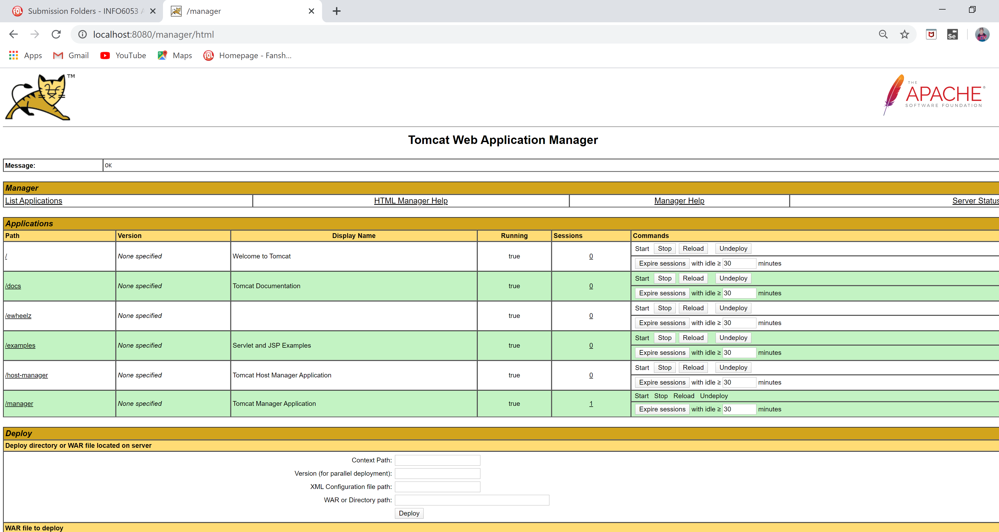 Submission Folders - INFO6053 A
/manager
localhost:8080/manager/html
Se
Apps Gmail YouTube Maps FOL Homepage - Fansh...
TM
THE
APACHE®
SOFTWARE FOUNDATION
Tomcat Web Application Manager
Message: OK
Manager
List Applications HTML Manager Help Manager Help Server Status
Applications
Path Version Display Name Running Sessions Commands
/ None specified Welcome to Tomcat true 0 Start Stop Reload Undeploy
Expire sessions with idle ≥ 30 minutes
/docs None specified Tomcat Documentation true 0 Start Stop Reload Undeploy
Expire sessions with idle ≥ 30 minutes
/ewheelz None specified true 0 Start Stop Reload Undeploy
Expire sessions with idle ≥ 30 minutes
/examples None specified Servlet and JSP Examples true 0 Start Stop Reload Undeploy
Expire sessions with idle ≥ 30 minutes
/host-manager None specified Tomcat Host Manager Application true 0 Start Stop Reload Undeploy
Expire sessions with idle ≥ 30 minutes
/manager None specified Tomcat Manager Application true 1 Start Stop Reload Undeploy
Expire sessions with idle ≥ 30 minutes
Deploy
Deploy directory or WAR file located on server
Context Path:
Version (for parallel deployment):
XML Configuration file path:
WAR or Directory path:
Deploy
WAR file to deploy